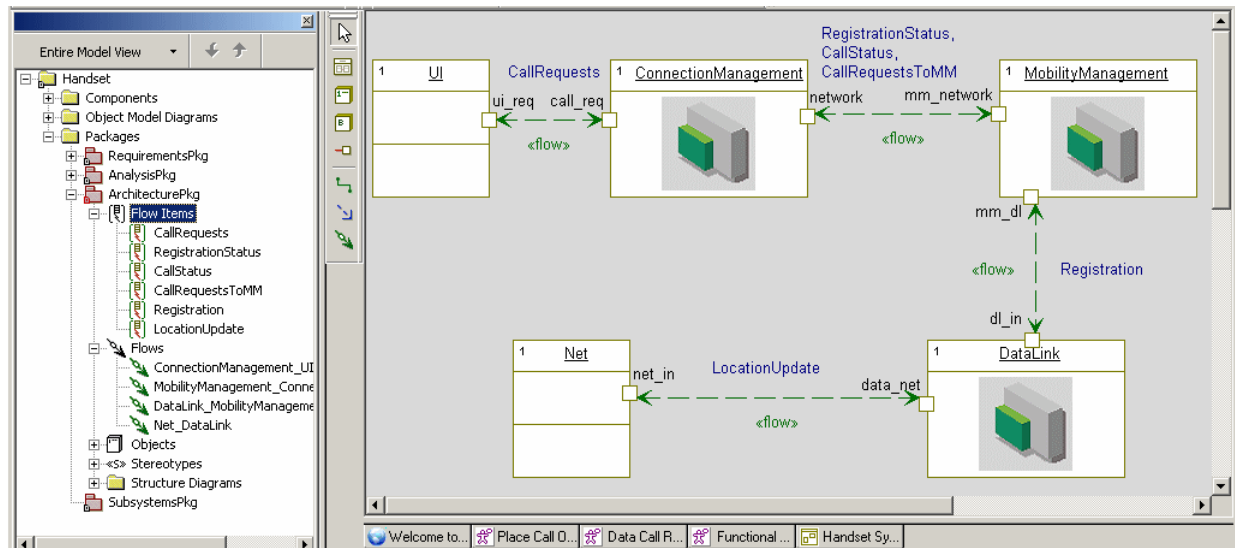 Entire Model View
Handset
Components
Object Model Diagrams
Packages
RequirementsPkg
AnalysisPkg
ArchitecturePkg
Flow Items
CallRequests
RegistrationStatus
CallStatus
CallRequestsToMM
Registration
LocationUpdate
Flows
ConnectionManagement_UI
MobilityManagement_Conne
DataLink_MobilityManageme
Net_DataLink
Objects
«S» Stereotypes
Structure Diagrams
SubsystemsPkg
1 UI
CallRequests
ui_req call_req
«flow»
1 ConnectionManagement
RegistrationStatus,
CallStatus,
CallRequestsToMM
network mm_network
«flow»
1 MobilityManagement
mm_dl
«flow» Registration
dl_in
1 Net
net_in
LocationUpdate
data_net
«flow»
1 DataLink
Welcome to... Place Call O... Data Call R... Functional ... Handset Sy...